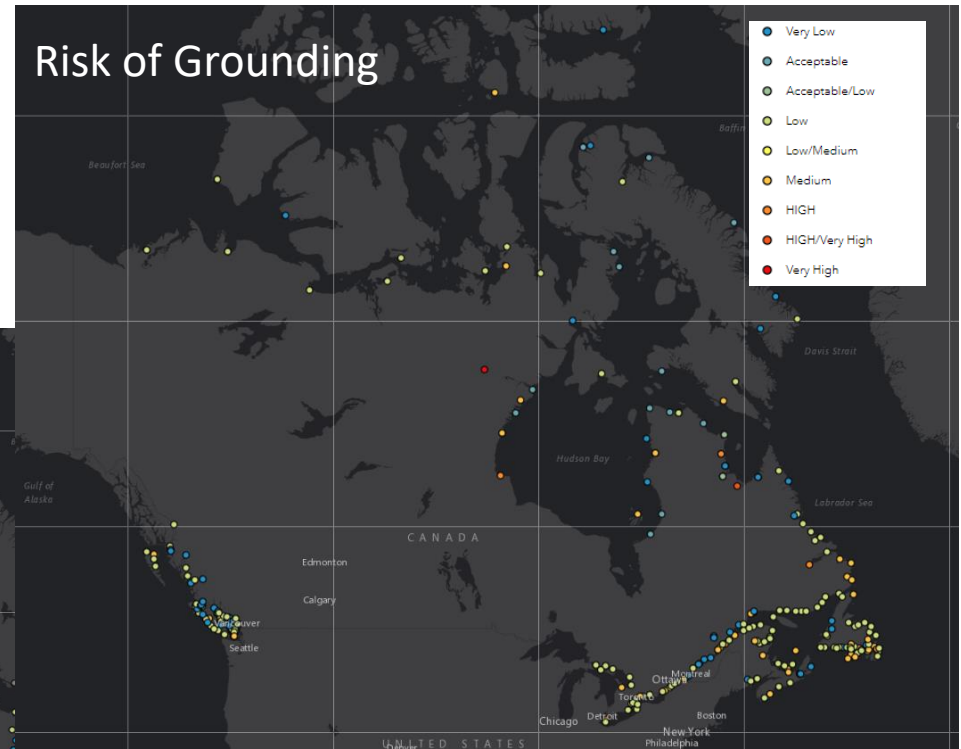 Risk of Grounding
Very Low
Acceptable
Acceptable/Low
Low
Low/Medium
Medium
HIGH
HIGH/Very High
Very High
Beaufort Sea
Baffin
Davis Strait
Hudson Bay
Gulf of
Alaska
Labrador Sea
CANADA
Edmonton
Calgary
Vancouver
Seattle
Montreal
Ottawa
Toronto
Chicago
Detroit
Boston
New York
UNITED STATES
Denver
Philadelphia